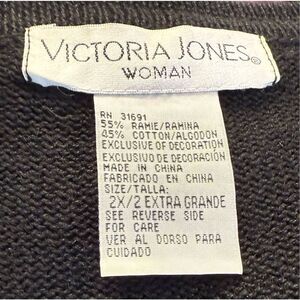 VICTORIA JONES®
WOMAN
RN 31691
55% RAMIE/RAMINA
45% COTTON/ALGODON
EXCLUSIVE OF DECORATION
EXCLUSIVO DE DECORACIÓN
MADE IN CHINA
FABRICADO EN CHINA
SIZE/TALLA:
2X/2 EXTRA GRANDE
SEE REVERSE SIDE
FOR CARE
VER AL DORSO PARA
CUIDADO